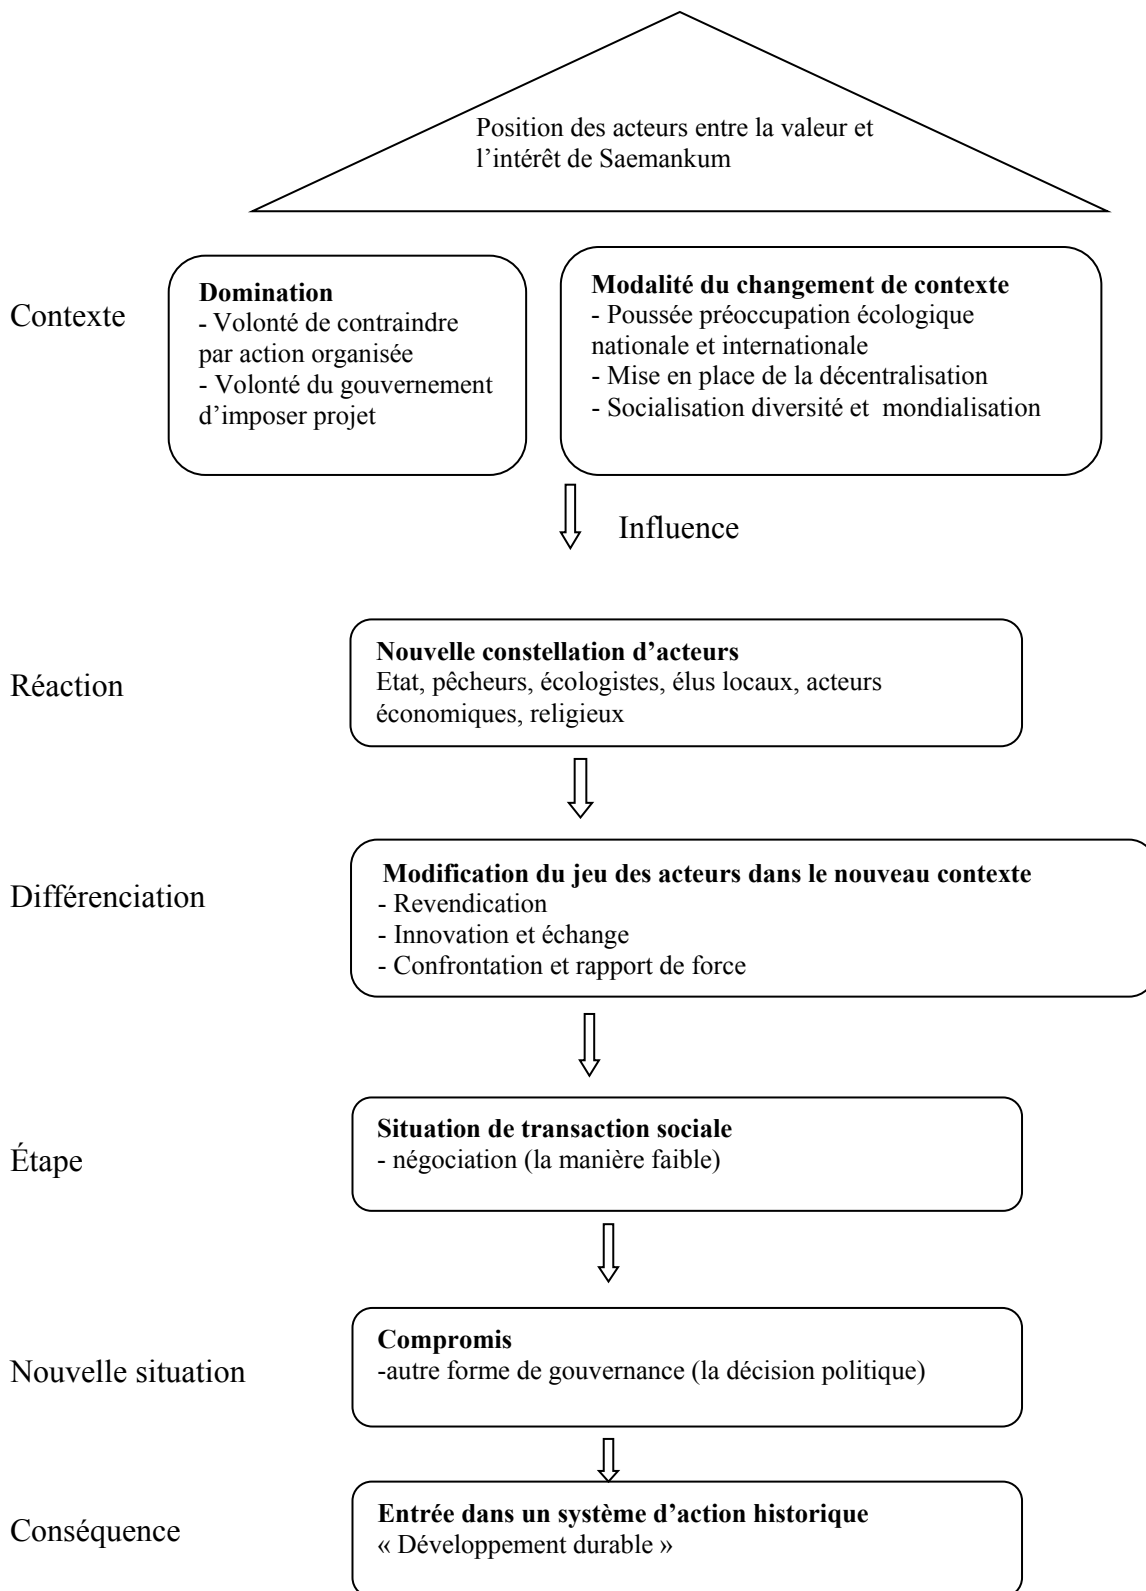 Position des acteurs entre la valeur et
l’intérêt de Saemankum
Contexte
Domination
- Volonté de contraindre
par action organisée
- Volonté du gouvernement
d’imposer projet
Modalité du changement de contexte
- Poussée préoccupation écologique
nationale et internationale
- Mise en place de la décentralisation
- Socialisation diversité et mondialisation
Influence
Réaction
Nouvelle constellation d’acteurs
Etat, pêcheurs, écologistes, élus locaux, acteurs
économiques, religieux
Différenciation
Modification du jeu des acteurs dans le nouveau contexte
- Revendication
- Innovation et échange
- Confrontation et rapport de force
Étape
Situation de transaction sociale
- négociation (la manière faible)
Nouvelle situation
Compromis
-autre forme de gouvernance (la décision politique)
Conséquence
Entrée dans un système d’action historique
« Développement durable »